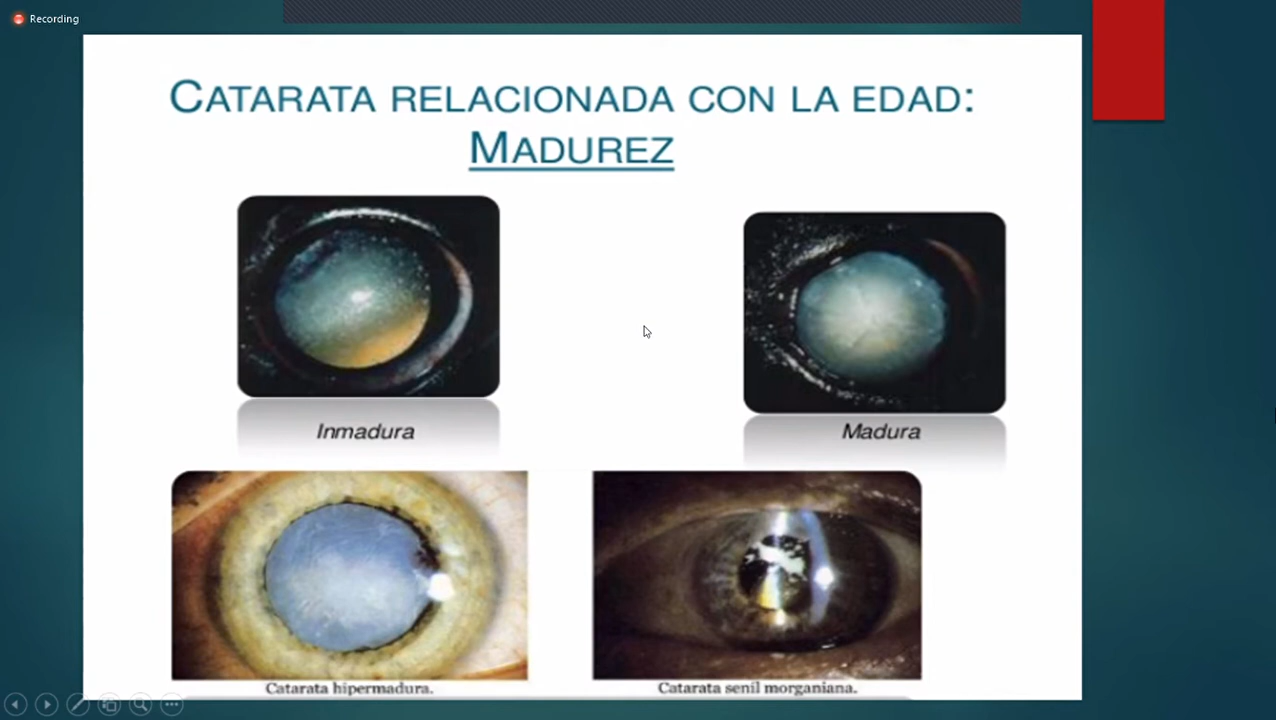 Recording
CATARATA RELACIONADA CON LA EDAD:
MADUREZ
Inmadura
Madura
Catarata hipermadura.
Catarata senil morganiana.